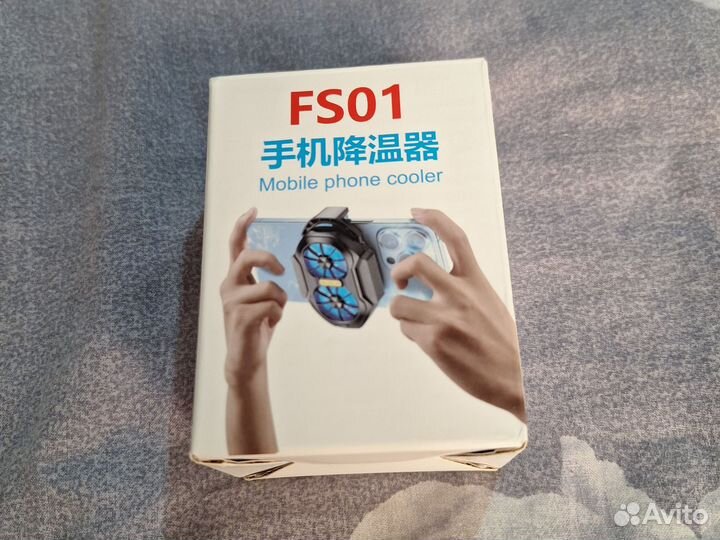 FS01
手机降温器
Mobile phone cooler
Avito